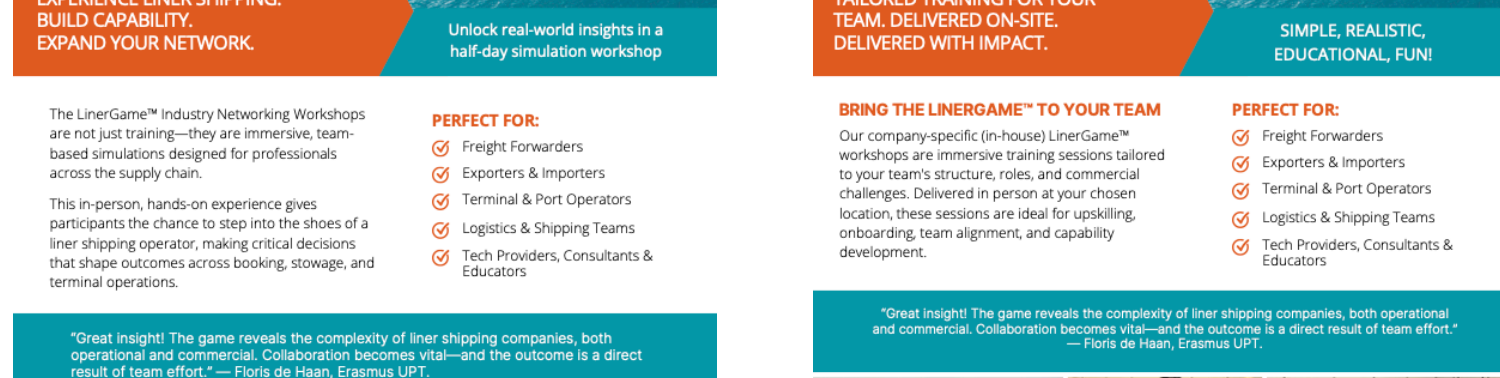 EXPERIENCE LINER SHIPPING.
BUILD CAPABILITY.
EXPAND YOUR NETWORK.
Unlock real-world insights in a
half-day simulation workshop
The LinerGame™ Industry Networking Workshops
are not just training—they are immersive, team-
based simulations designed for professionals
across the supply chain.
This in-person, hands-on experience gives
participants the chance to step into the shoes of a
liner shipping operator, making critical decisions
that shape outcomes across booking, stowage, and
terminal operations.
PERFECT FOR:
Freight Forwarders
Exporters & Importers
Terminal & Port Operators
Logistics & Shipping Teams
Tech Providers, Consultants &
Educators
“Great insight! The game reveals the complexity of liner shipping companies, both
operational and commercial. Collaboration becomes vital—and the outcome is a direct
result of team effort.” — Floris de Haan, Erasmus UPT.
TAILORED TRAINING FOR YOUR
TEAM. DELIVERED ON-SITE.
DELIVERED WITH IMPACT.
SIMPLE, REALISTIC,
EDUCATIONAL, FUN!
BRING THE LINERGAME™ TO YOUR TEAM
Our company-specific (in-house) LinerGame™
workshops are immersive training sessions tailored
to your team's structure, roles, and commercial
challenges. Delivered in person at your chosen
location, these sessions are ideal for upskilling,
onboarding, team alignment, and capability
development.
PERFECT FOR:
Freight Forwarders
Exporters & Importers
Terminal & Port Operators
Logistics & Shipping Teams
Tech Providers, Consultants &
Educators
“Great insight! The game reveals the complexity of liner shipping companies, both operational
and commercial. Collaboration becomes vital—and the outcome is a direct result of team effort.”
— Floris de Haan, Erasmus UPT.